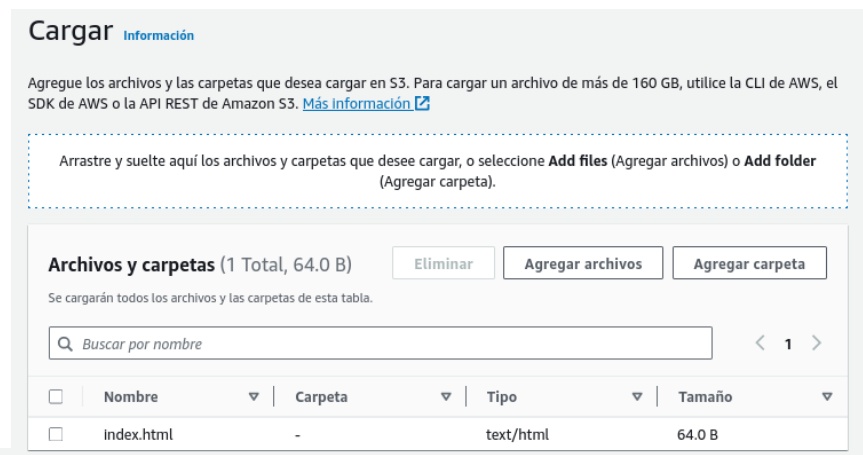 Cargar Información
Agregue los archivos y las carpetas que desea cargar en S3. Para cargar un archivo de más de 160 GB, utilice la CLI de AWS, el
SDK de AWS o la API REST de Amazon S3. Más información
Arrastre y suelte aquí los archivos y carpetas que desee cargar, o seleccione Add files (Agregar archivos) o Add folder
(Agregar carpeta).
Archivos y carpetas (1 Total, 64.0 B) Eliminar Agregar archivos Agregar carpeta
Se cargarán todos los archivos y las carpetas de esta tabla.
Buscar por nombre 1
Nombre Carpeta Tipo Tamaño
index.html - text/html 64.0 B